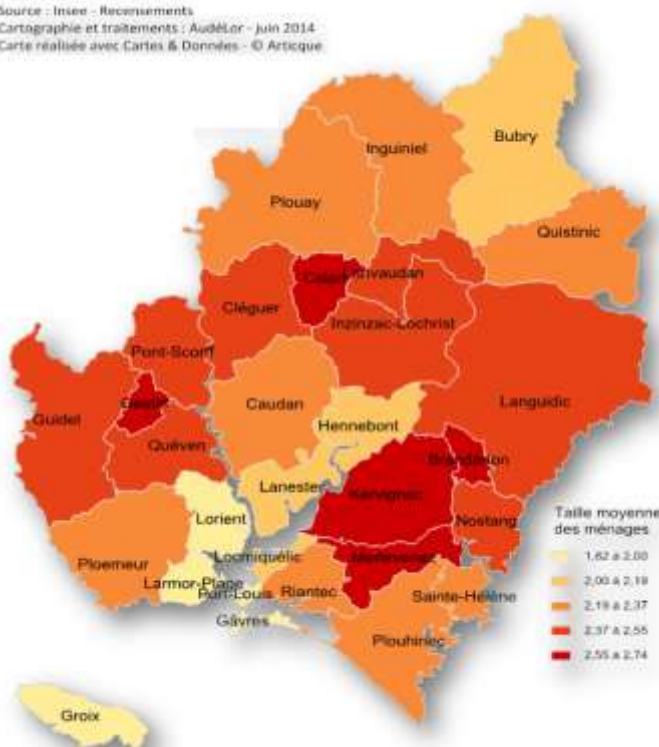 Source : Insee - Recensements
Cartographie et traitements : AudéLor - juin 2014
Carte réalisée avec Cartes & Données - © Articque
Bubry
Inguiniel
Plouay
Quistinic
Calan
Lanvaudan
Cléguer
Inzinzac-Lochrist
Pont-Scorff
Guidel
Gestel
Caudan
Languidic
Hennebont
Quéven
Brandérion
Lanester
Kervignac
Lorient
Nostang
Taille moyenne
des ménages
Ploemeur
Locmiquélic
Merlevenez
1,62 à 2,00
Larmor-Plage
Port-Louis
Riantec
Sainte-Hélène
2,00 à 2,19
Gâvres
2,19 à 2,37
Plouhinec
2,37 à 2,55
2,55 à 2,74
Groix